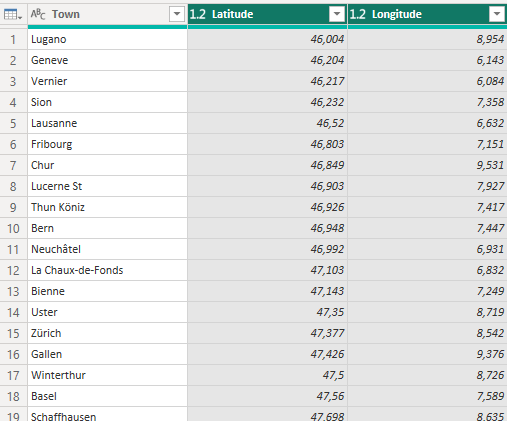 ABC Town 1.2 Latitude 1.2 Longitude
1 Lugano 46,004 8,954
2 Geneve 46,204 6,143
3 Vernier 46,217 6,084
4 Sion 46,232 7,358
5 Lausanne 46,52 6,632
6 Fribourg 46,803 7,151
7 Chur 46,849 9,531
8 Lucerne St 46,903 7,927
9 Thun Köniz 46,926 7,417
10 Bern 46,948 7,447
11 Neuchâtel 46,992 6,931
12 La Chaux-de-Fonds 47,103 6,832
13 Bienne 47,143 7,249
14 Uster 47,35 8,719
15 Zürich 47,377 8,542
16 Gallen 47,426 9,376
17 Winterthur 47,5 8,726
18 Basel 47,56 7,589
19 Schaffhausen 47,698 8,635